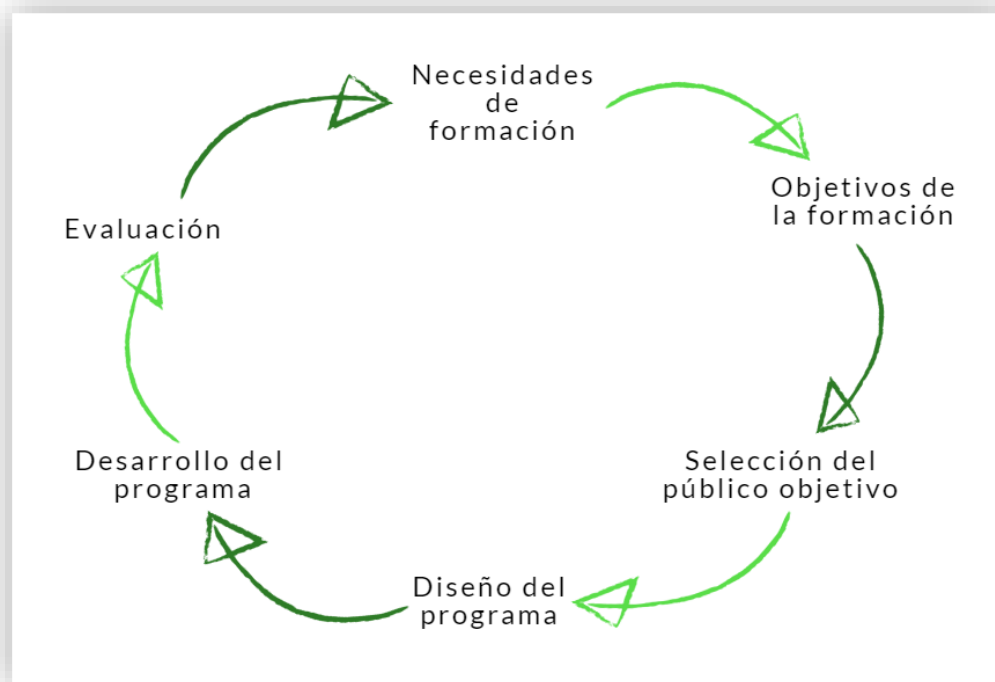 Necesidades
de
formación
Objetivos de
la formación
Selección del
público objetivo
Diseño del
programa
Desarrollo del
programa
Evaluación